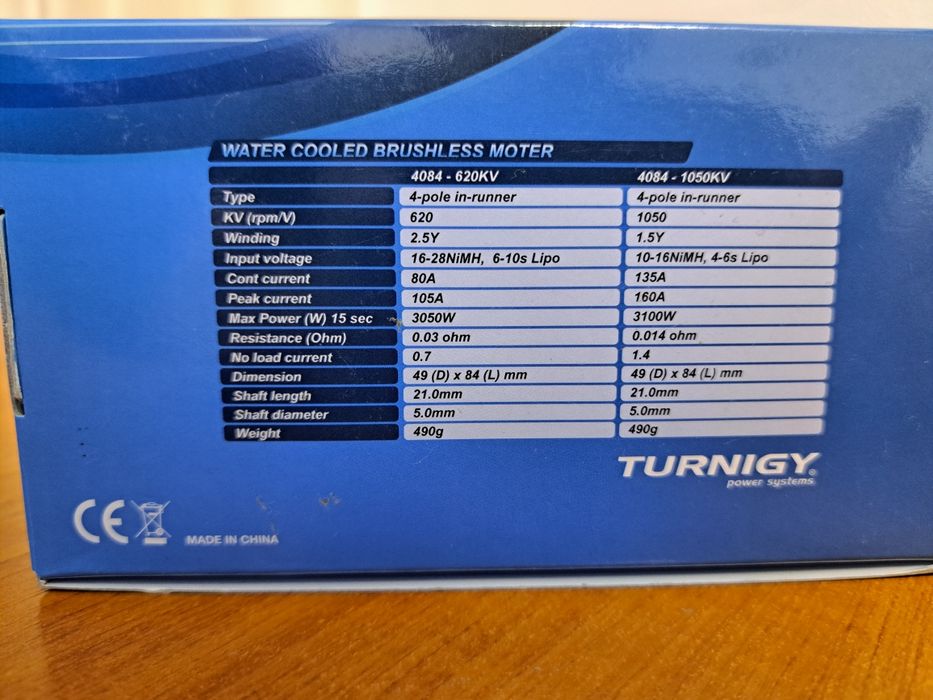 WATER COOLED BRUSHLESS MOTER
4084 - 620KV 4084 - 1050KV
Type 4-pole in-runner 4-pole in-runner
KV (rpm/V) 620 1050
Winding 2.5Y 1.5Y
Input voltage 16-28NiMH, 6-10s Lipo 10-16NiMH, 4-6s Lipo
Cont current 80A 135A
Peak current 105A 160A
Max Power (W) 15 sec 3050W 3100W
Resistance (Ohm) 0.03 ohm 0.014 ohm
No load current 0.7 1.4
Dimension 49 (D) x 84 (L) mm 49 (D) x 84 (L) mm
Shaft length 21.0mm 21.0mm
Shaft diameter 5.0mm 5.0mm
Weight 490g 490g
TURNIGY®
power systems
CE
MADE IN CHINA